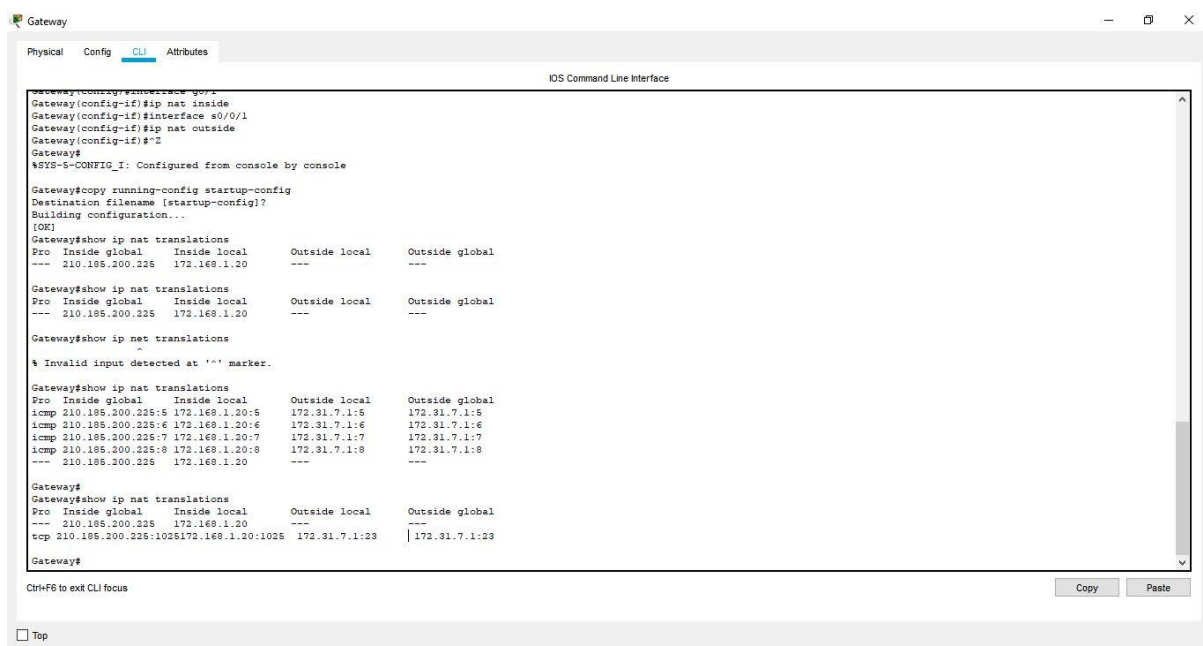 Gateway
Physical Config CLI Attributes
IOS Command Line Interface
Gateway(config)#interface g0/1
Gateway(config-if)#ip nat inside
Gateway(config-if)#interface s0/0/1
Gateway(config-if)#ip nat outside
Gateway(config-if)#^Z
Gateway#
%SYS-5-CONFIG_I: Configured from console by console
Gateway#copy running-config startup-config
Destination filename [startup-config]?
Building configuration...
[OK]
Gateway#show ip nat translations
Pro Inside global Inside local Outside local Outside global
--- 210.185.200.225 172.168.1.20 --- ---
Gateway#show ip nat translations
Pro Inside global Inside local Outside local Outside global
--- 210.185.200.225 172.168.1.20 --- ---
Gateway#show ip net translations
^
% Invalid input detected at '^' marker.
Gateway#show ip nat translations
Pro Inside global Inside local Outside local Outside global
icmp 210.185.200.225:5 172.168.1.20:5 172.31.7.1:5 172.31.7.1:5
icmp 210.185.200.225:6 172.168.1.20:6 172.31.7.1:6 172.31.7.1:6
icmp 210.185.200.225:7 172.168.1.20:7 172.31.7.1:7 172.31.7.1:7
icmp 210.185.200.225:8 172.168.1.20:8 172.31.7.1:8 172.31.7.1:8
--- 210.185.200.225 172.168.1.20 --- ---
Gateway#
Gateway#show ip nat translations
Pro Inside global Inside local Outside local Outside global
--- 210.185.200.225 172.168.1.20 --- ---
tcp 210.185.200.225:1025172.168.1.20:1025 172.31.7.1:23 172.31.7.1:23
Gateway#
Ctrl+F6 to exit CLI focus
Copy Paste
Top